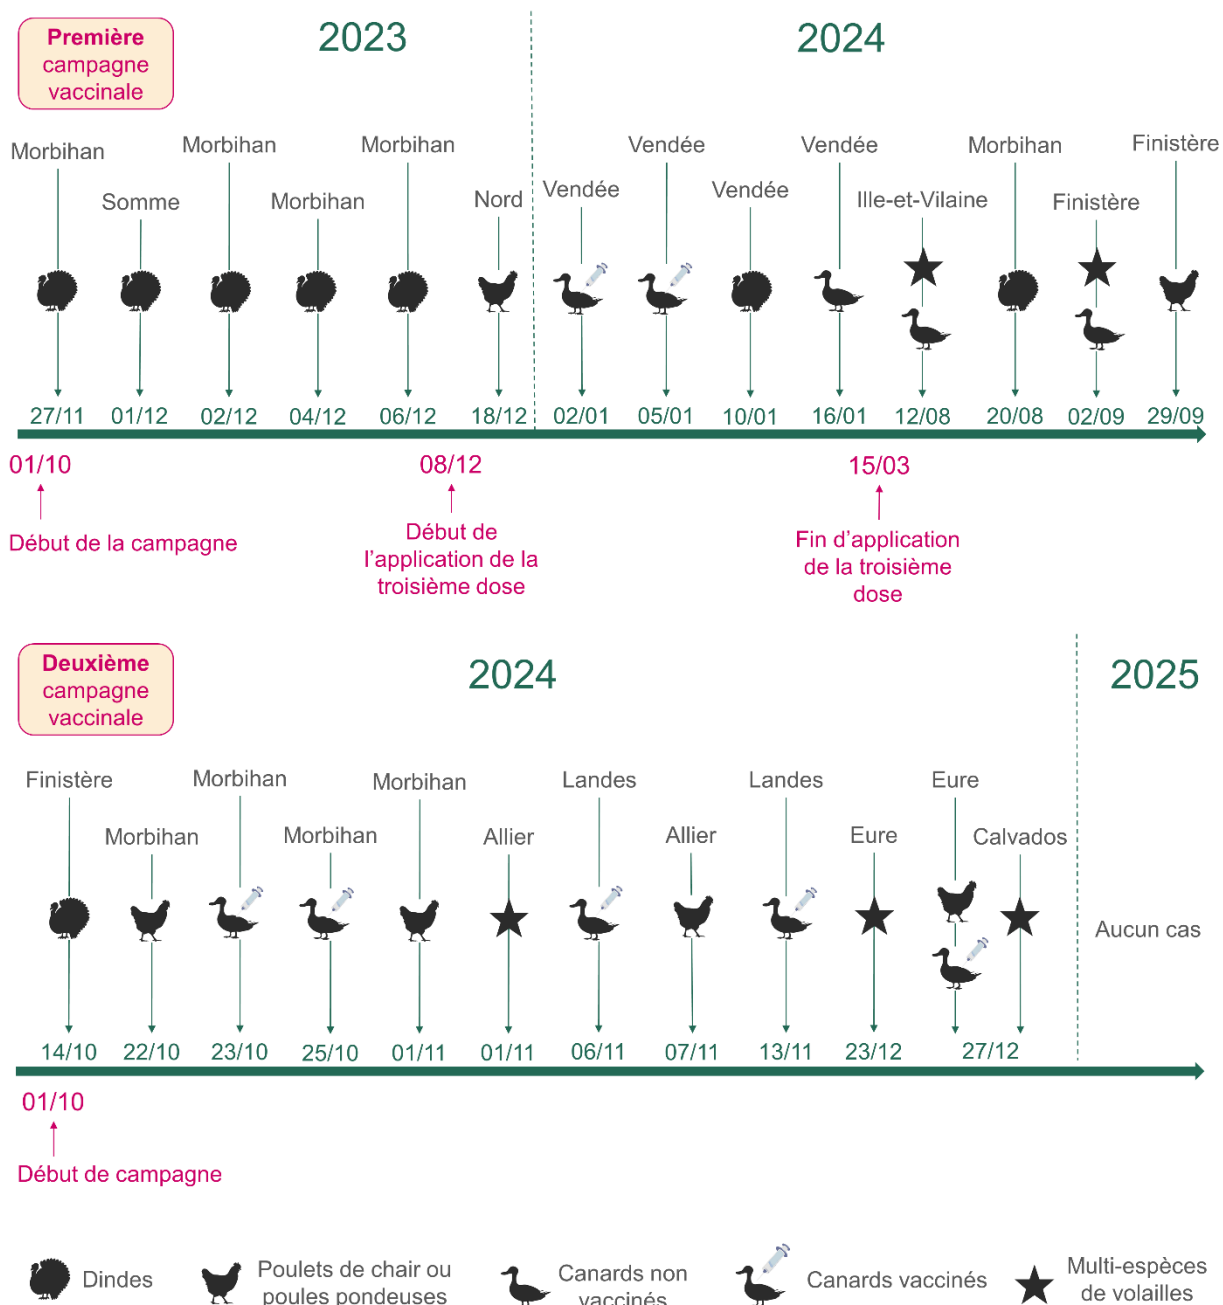 Première
campagne
vaccinale
2023
2024
Morbihan
Somme
Morbihan
Morbihan
Morbihan
Nord
Vendée
Vendée
Vendée
Vendée
Ille-et-Vilaine
Morbihan
Finistère
Finistère
27/11
01/12
02/12
04/12
06/12
18/12
02/01
05/01
10/01
16/01
12/08
20/08
02/09
29/09
01/10
Début de la campagne
08/12
Début de
l'application de la
troisième dose
15/03
Fin d'application
de la troisième
dose
Deuxième
campagne
vaccinale
2024
2025
Finistère
Morbihan
Morbihan
Morbihan
Morbihan
Allier
Landes
Allier
Landes
Eure
Eure
Calvados
Aucun cas
14/10
22/10
23/10
25/10
01/11
01/11
06/11
07/11
13/11
23/12
27/12
01/10
Début de campagne
Dindes
Poulets de chair ou
poules pondeuses
Canards non
vaccinés
Canards vaccinés
Multi-espèces
de volailles